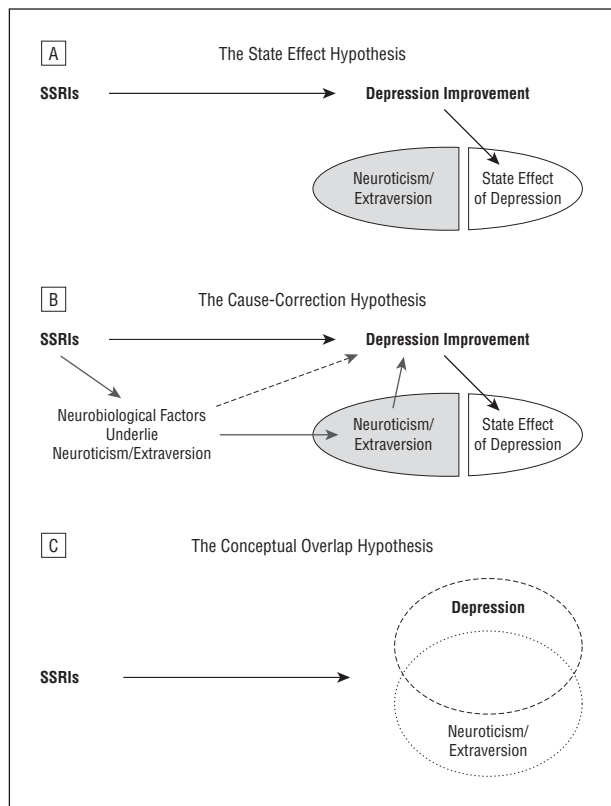 A
The State Effect Hypothesis
SSRIs
Depression Improvement
Neuroticism/
Extraversion
State Effect
of Depression
B
The Cause-Correction Hypothesis
SSRIs
Depression Improvement
Neurobiological Factors
Underlie
Neuroticism/Extraversion
Neuroticism/
Extraversion
State Effect
of Depression
C
The Conceptual Overlap Hypothesis
Depression
SSRIs
Neuroticism/
Extraversion